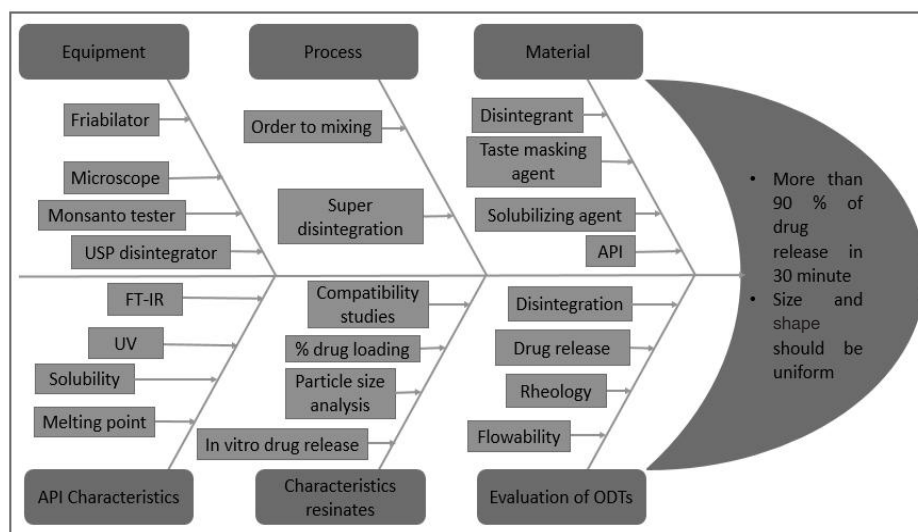 Equipment
Process
Material
Friabilator
Microscope
Monsanto tester
USP disintegrator
Order to mixing
Super
disintegration
Disintegrant
Taste masking
agent
Solubilizing agent
API
• More than
90 % of
drug
release in
30 minute
• Size and
shape
should be
uniform
FT-IR
UV
Solubility
Melting point
Compatibility
studies
% drug loading
Particle size
analysis
In vitro drug release
Disintegration
Drug release
Rheology
Flowability
API Characteristics
Characteristics
resinates
Evaluation of ODTs